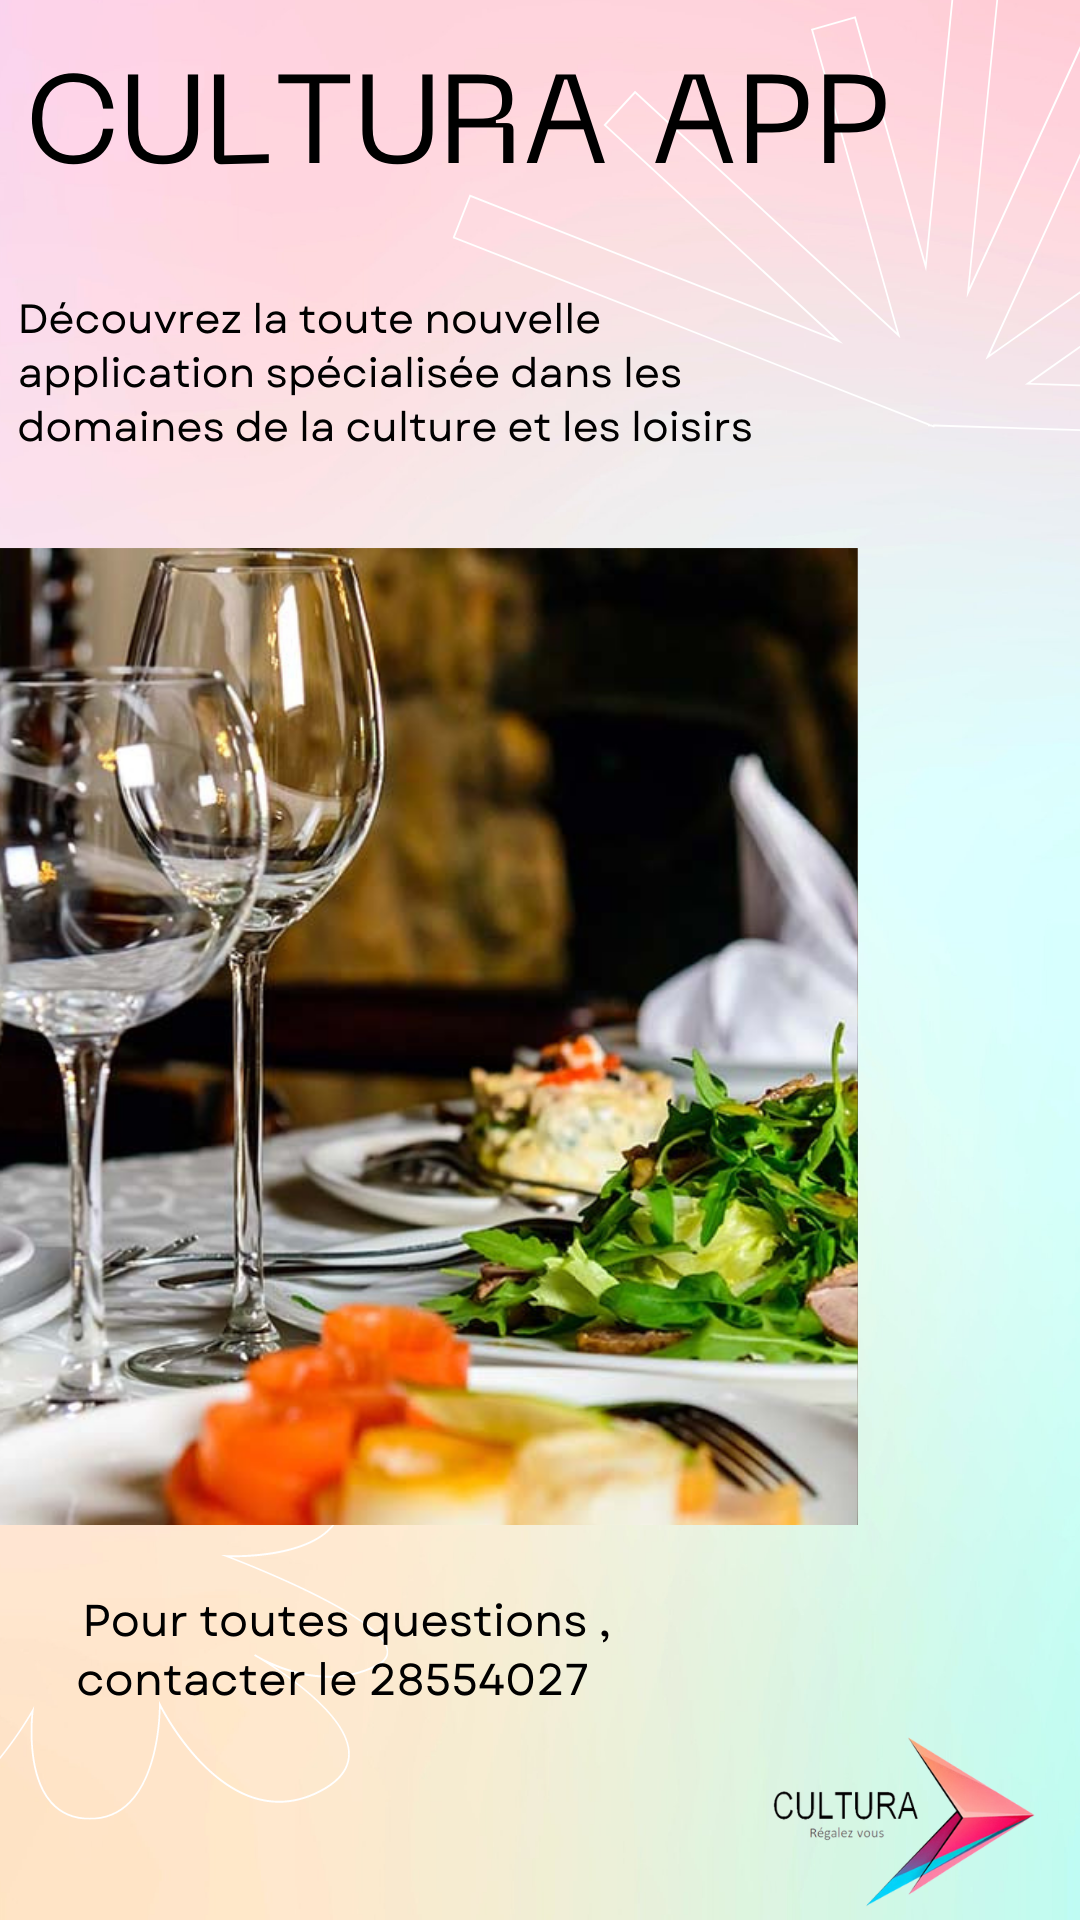 CULTURA APP
Découvrez la toute nouvelle
application spécialisée dans les
domaines de la culture et les loisirs
Pour toutes questions ,
contacter le 28554027
CULTURA
Régalez vous